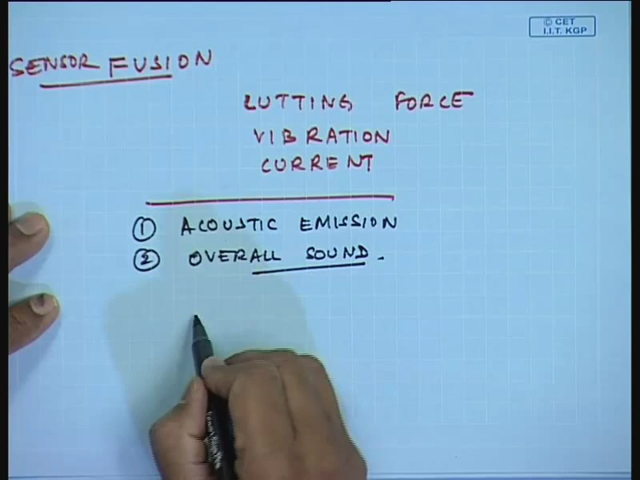 © CET
I.I.T. KGP
SENSOR FUSION
CUTTING FORCE
VIBRATION
CURRENT
① ACOUSTIC EMISSION
② OVERALL SOUND.